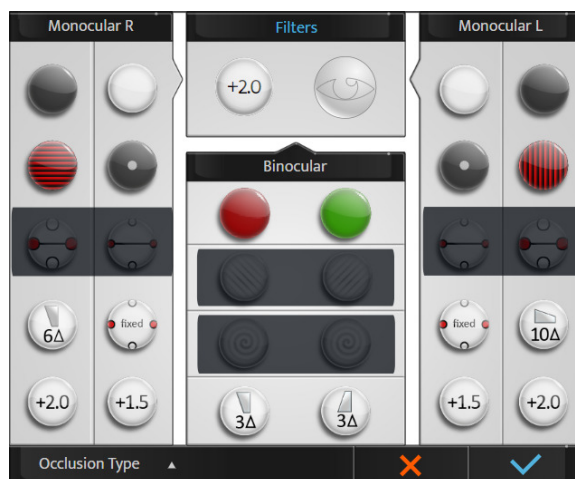 Monocular R
Filters
Monocular L
+2.0
Binocular
6Δ
fixed
fixed
10Δ
+2.0
+1.5
3Δ
3Δ
+1.5
+2.0
Occlusion Type